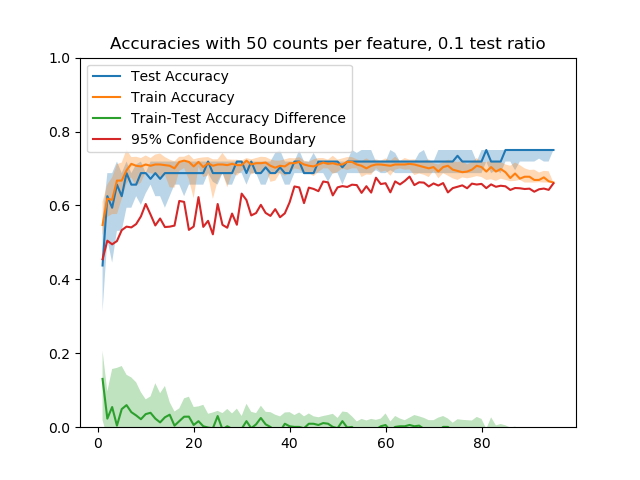 Accuracies with 50 counts per feature, 0.1 test ratio
1.0
0.8
0.6
0.4
0.2
0.0
Test Accuracy
Train Accuracy
Train-Test Accuracy Difference
95% Confidence Boundary
0 20 40 60 80